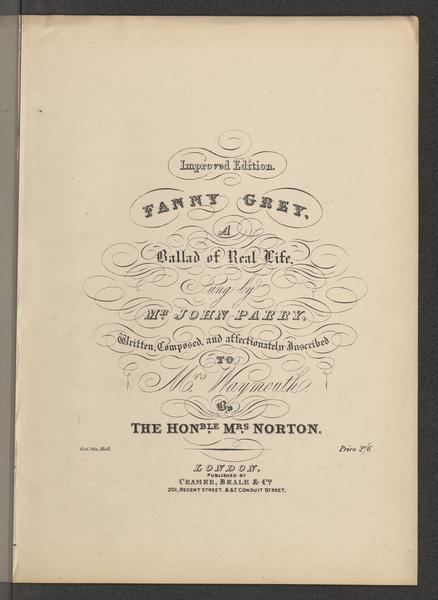 Improved Edition.
FANNY GREY,
A
Ballad of Real Life,
Sung by
MR. JOHN PARRY,
Written, Composed, and affectionately Inscribed
TO
Mrs. Waymouth.
By
THE HONBLE. MRS. NORTON.
Ent. Sta. Hall.
Price 2/6
LONDON,
PUBLISHED BY
CRAMER, BEALE & Co.
201, REGENT STREET, & 67, CONDUIT STREET.